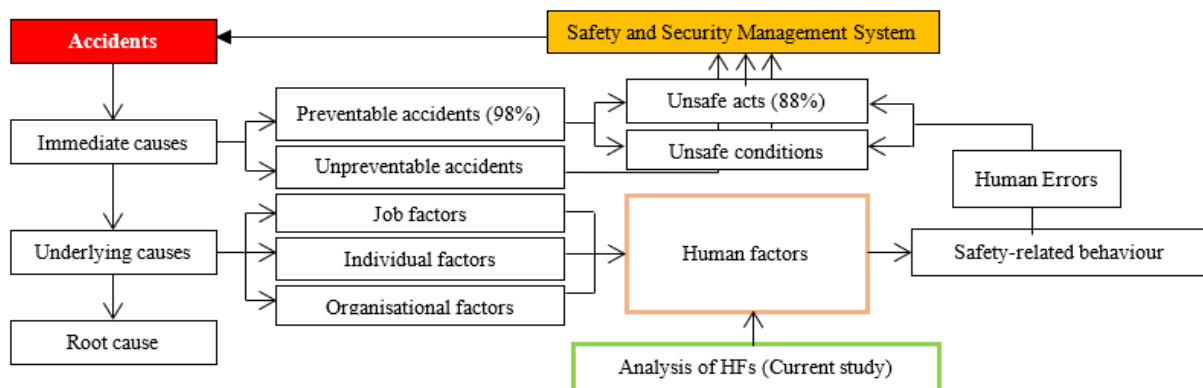 Accidents
Safety and Security Management System
Preventable accidents (98%)
Unsafe acts (88%)
Immediate causes
Unsafe conditions
Unpreventable accidents
Human Errors
Job factors
Underlying causes
Individual factors
Human factors
Safety-related behaviour
Organisational factors
Root cause
Analysis of HFs (Current study)